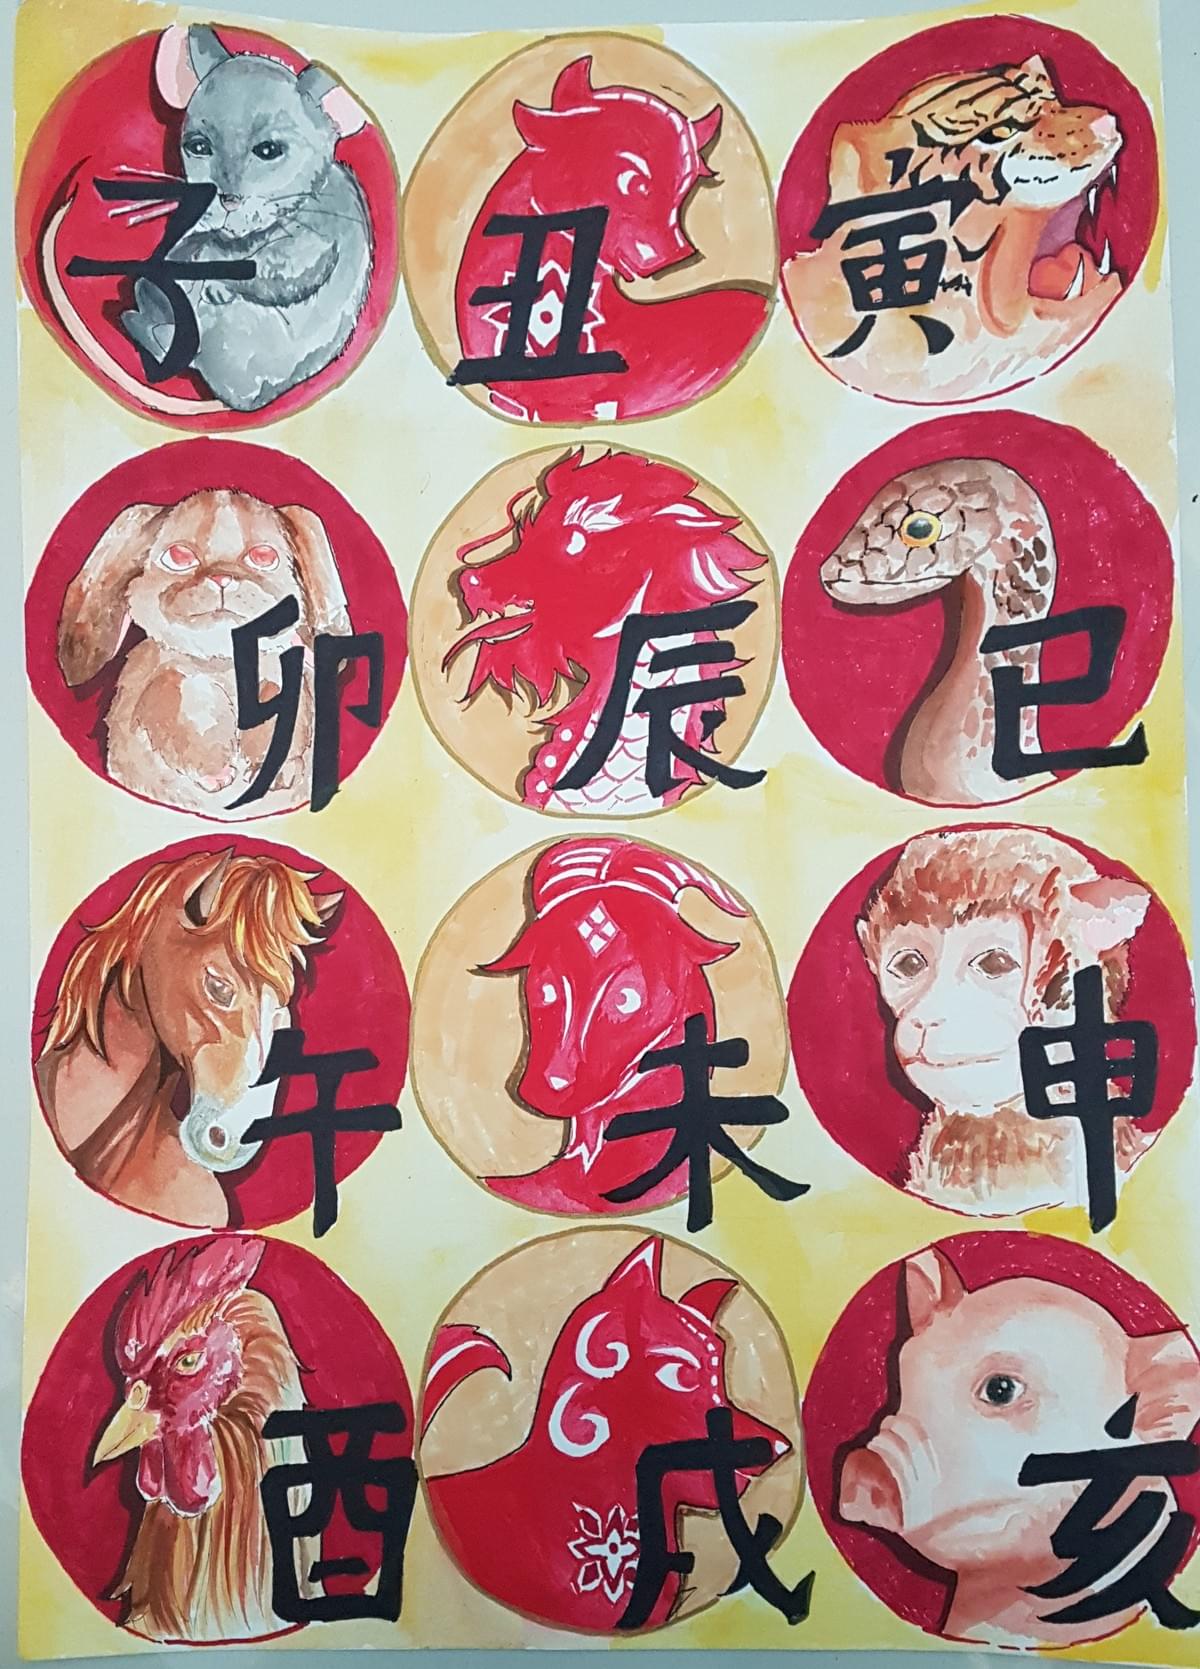 子 丑 寅
卯 辰 巳
午 未 申
酉 戌 亥